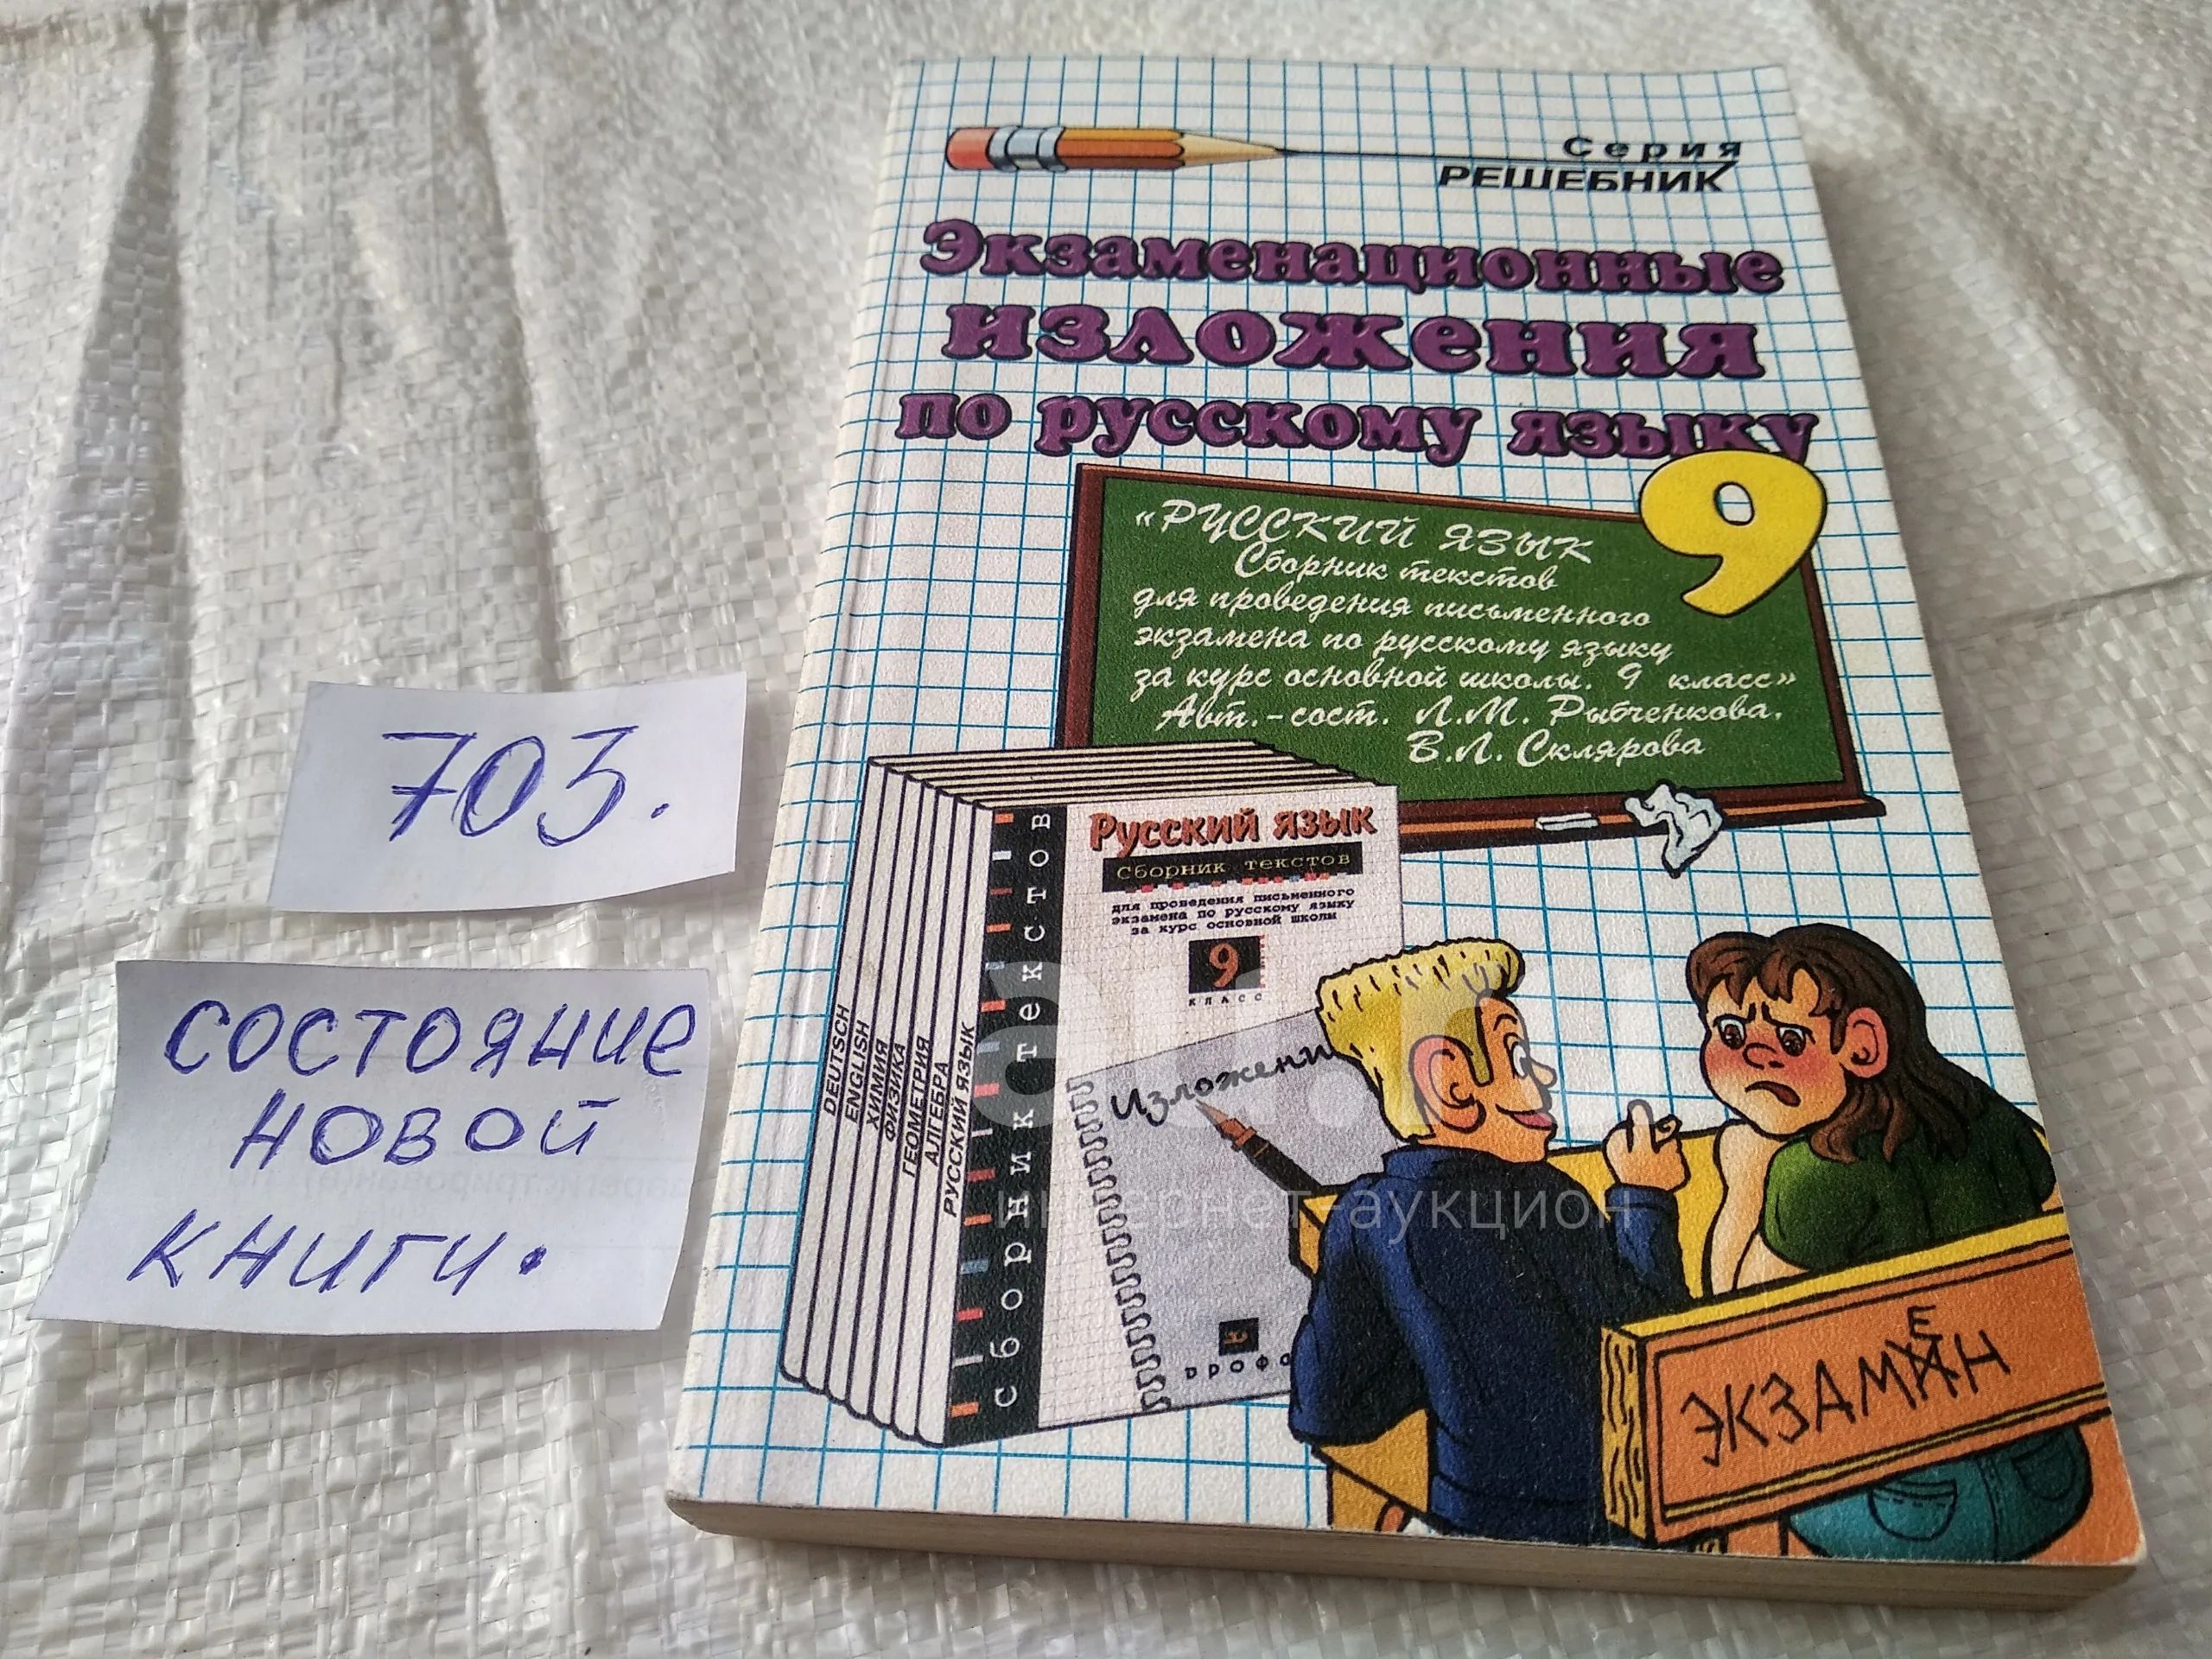 703.
состояние
новой
книги.
Серия
РЕШЕБНИК
Экзаменационные
изложения
по русскому языку
9
«РУССКИЙ ЯЗЫК
Сборник текстов
для проведения письменного
экзамена по русскому языку
за курс основной школы. 9 класс»
Авт.-сост. Л.М. Рыбченкова,
В.Л. Склярова
DEUTSCH
ENGLISH
ХИМИЯ
ФИЗИКА
ГЕОМЕТРИЯ
АЛГЕБРА
РУССКИЙ ЯЗЫК
сборник текстов
Русский язык
Сборник текстов
для проведения письменного
экзамена по русскому языку
за курс основной школы
9
КЛАСС
Изложени
дрофа
ЭКЗАМЕН
интернет-аукцион